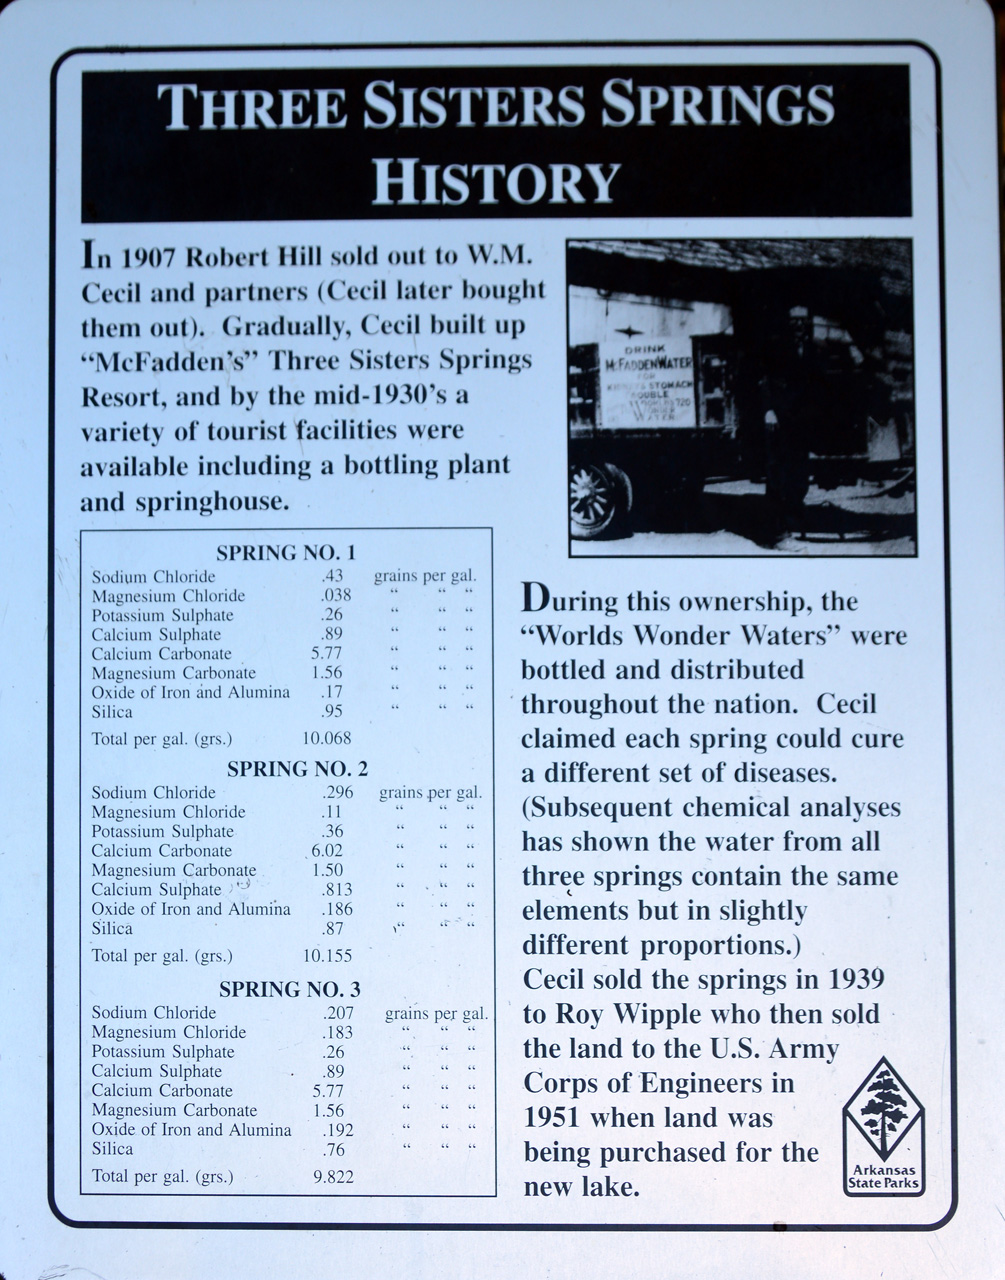 THREE SISTERS SPRINGS
HISTORY
In 1907 Robert Hill sold out to W.M.
Cecil and partners (Cecil later bought
them out).  Gradually, Cecil built up
“McFadden’s” Three Sisters Springs
Resort, and by the mid-1930’s a
variety of tourist facilities were
available including a bottling plant
and springhouse.
DRINK
McFADDEN WATER
FOR
STOMACH
WATER
SPRING NO. 1
Sodium Chloride .43 grains per gal.
Magnesium Chloride .038 “ “ “
Potassium Sulphate .26 “ “ “
Calcium Sulphate .89 “ “ “
Calcium Carbonate 5.77 “ “ “
Magnesium Carbonate 1.56 “ “ “
Oxide of Iron and Alumina .17 “ “ “
Silica .95 “ “ “
Total per gal. (grs.) 10.068
SPRING NO. 2
Sodium Chloride .296 grains per gal.
Magnesium Chloride .11 “ “ “
Potassium Sulphate .36 “ “ “
Calcium Carbonate 6.02 “ “ “
Magnesium Carbonate 1.50 “ “ “
Calcium Sulphate .813 “ “ “
Oxide of Iron and Alumina .186 “ “ “
Silica .87 “ “ “
Total per gal. (grs.) 10.155
SPRING NO. 3
Sodium Chloride .207 grains per gal.
Magnesium Chloride .183 “ “ “
Potassium Sulphate .26 “ “ “
Calcium Sulphate .89 “ “ “
Calcium Carbonate 5.77 “ “ “
Magnesium Carbonate 1.56 “ “ “
Oxide of Iron and Alumina .192 “ “ “
Silica .76 “ “ “
Total per gal. (grs.) 9.822
During this ownership, the
“Worlds Wonder Waters” were
bottled and distributed
throughout the nation.  Cecil
claimed each spring could cure
a different set of diseases.
(Subsequent chemical analyses
has shown the water from all
three springs contain the same
elements but in slightly
different proportions.)
Cecil sold the springs in 1939
to Roy Wipple who then sold
the land to the U.S. Army
Corps of Engineers in
1951 when land was
being purchased for the
new lake.
Arkansas
State Parks